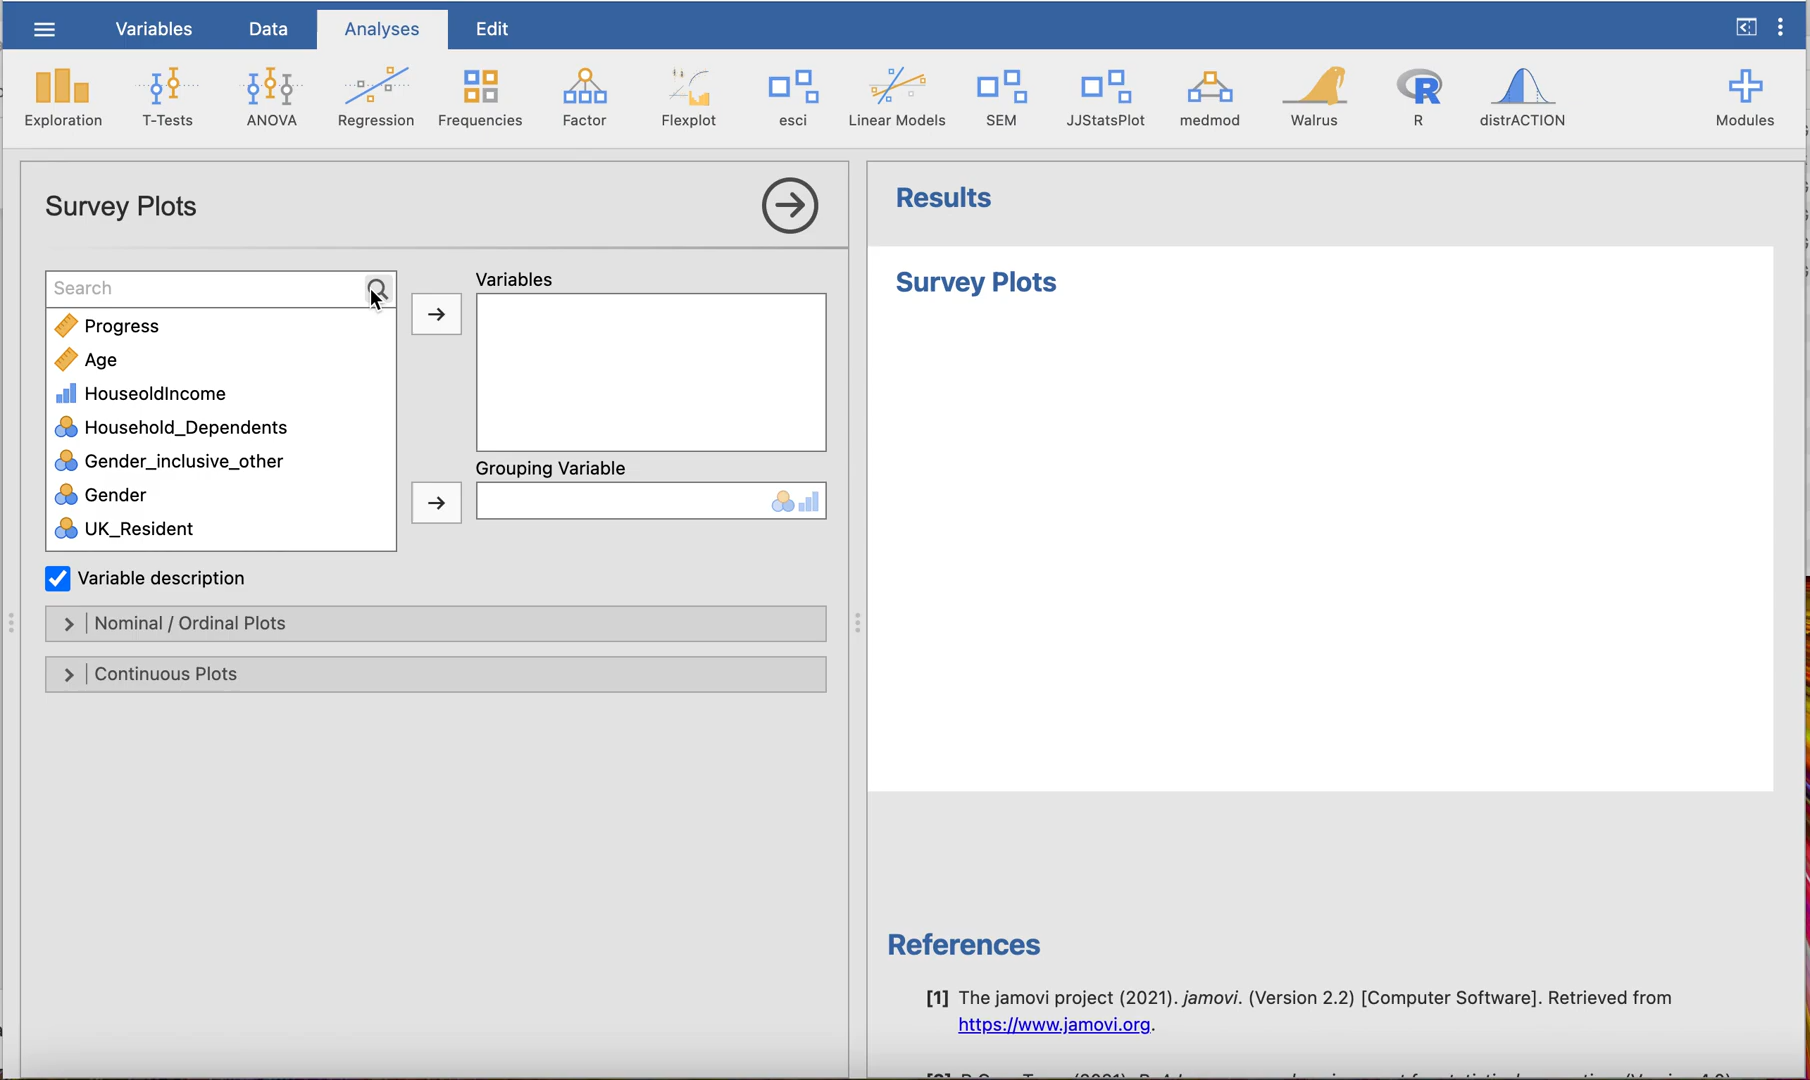 Variables Data Analyses Edit
Exploration T-Tests ANOVA Regression Frequencies Factor Flexplot esci Linear Models SEM JJStatsPlot medmod Walrus R distrACTION Modules
Survey Plots
Search
Progress
Age
HouseoldIncome
Household_Dependents
Gender_inclusive_other
Gender
UK_Resident
Variables
Grouping Variable
Variable description
Nominal / Ordinal Plots
Continuous Plots
Results
Survey Plots
References
[1] The jamovi project (2021). jamovi. (Version 2.2) [Computer Software]. Retrieved from
https://www.jamovi.org.